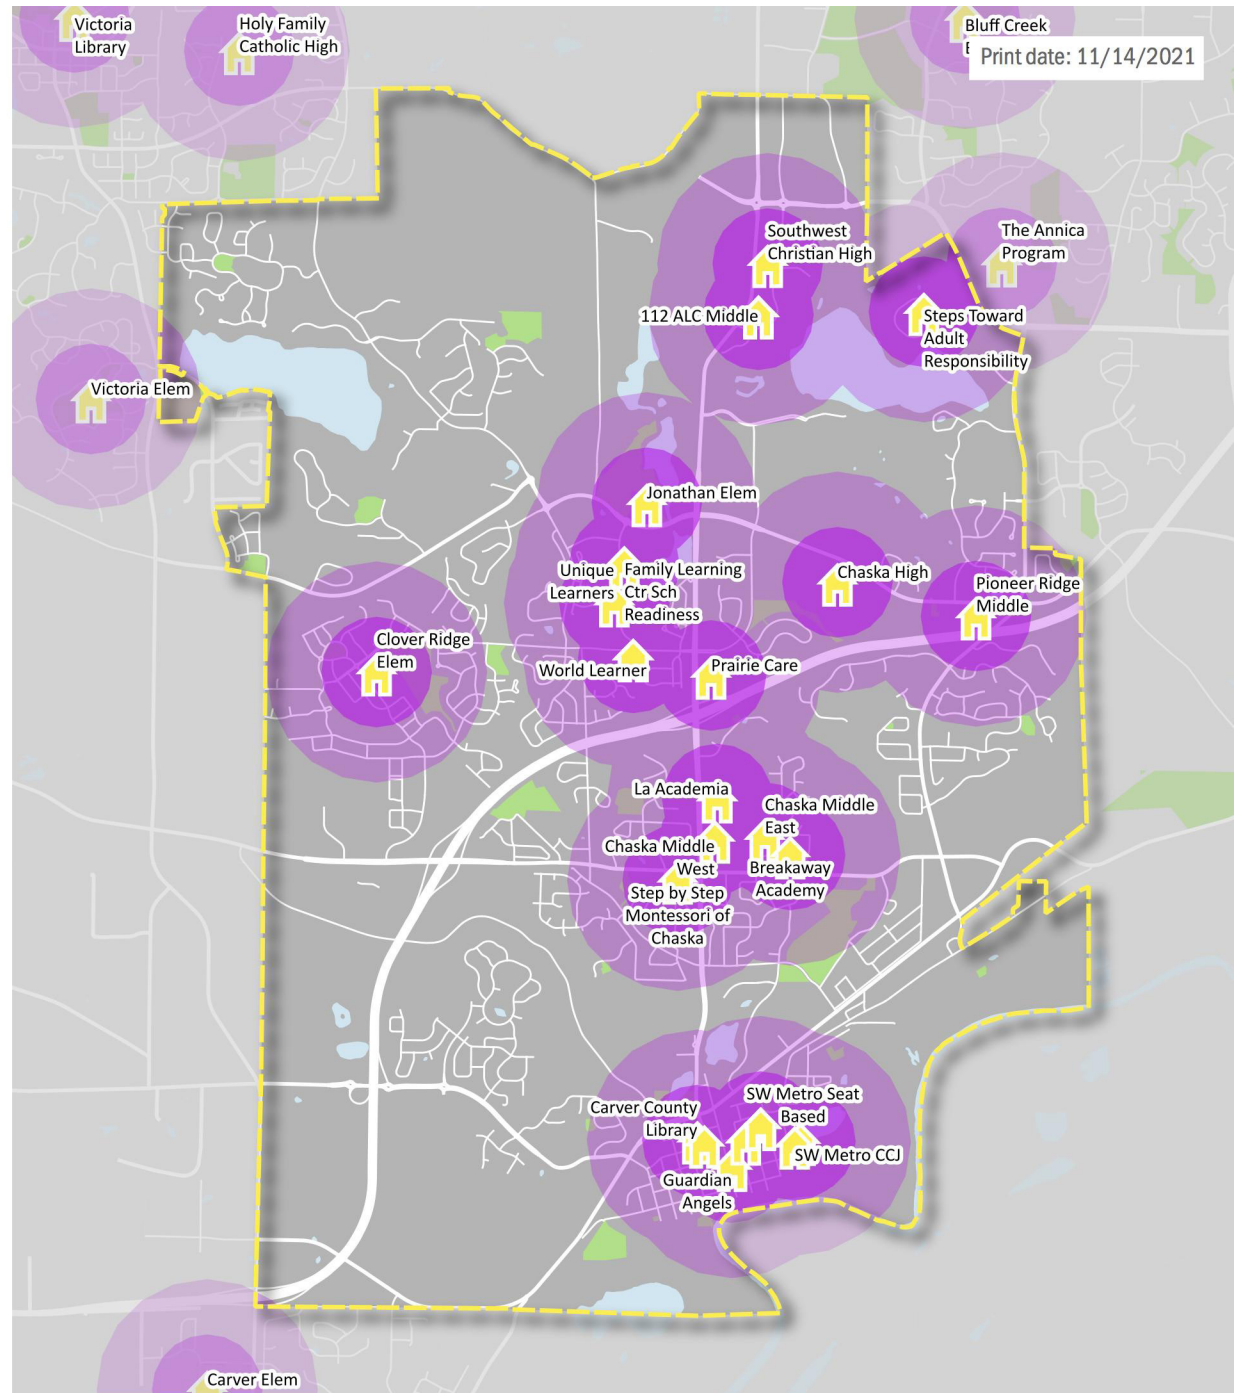 Victoria
Library
Holy Family
Catholic High
Bluff Creek
Print date: 11/14/2021
Southwest
Christian High
The Annica
Program
112 ALC Middle
Steps Toward
Adult
Responsibility
Victoria Elem
Jonathan Elem
Unique
Learners
Family Learning
Ctr Sch
Readiness
Chaska High
Pioneer Ridge
Middle
Clover Ridge
Elem
World Learner
Prairie Care
La Academia
Chaska Middle
East
Chaska Middle
West
Breakaway
Academy
Step by Step
Montessori of
Chaska
SW Metro Seat
Based
Carver County
Library
SW Metro CCJ
Guardian
Angels
Carver Elem